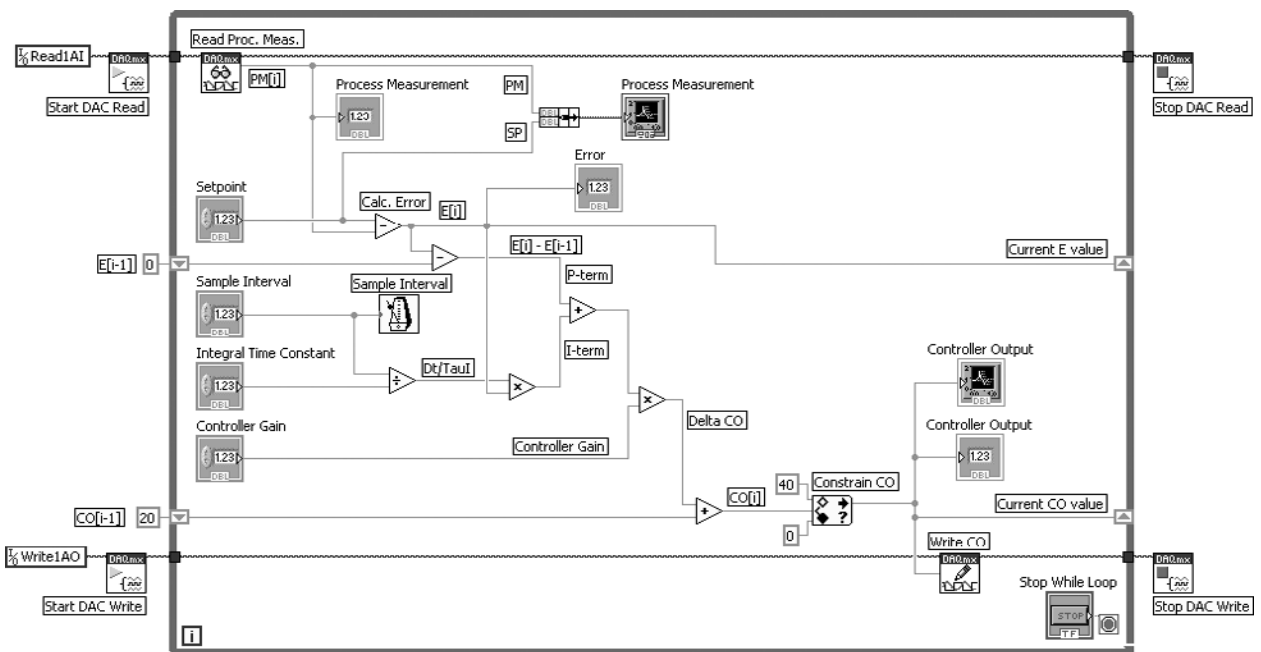 Read Proc. Meas.
I/O Read1AI
DAQmx
DAQmx
DAQmx
Start DAC Read
PM[i]
Process Measurement
PM
Process Measurement
Stop DAC Read
1.23
DBL
DBL
DBL
SP
Error
1.23
DBL
Setpoint
1.23
DBL
Calc. Error
E[i]
E[i] - E[i-1]
Current E value
E[i-1]
0
P-term
Sample Interval
1.23
DBL
Sample Interval
I-term
Integral Time Constant
1.23
DBL
Dt/TauI
Controller Output
DBL
Controller Gain
1.23
DBL
Controller Gain
Delta CO
Controller Output
1.23
DBL
40
Constrain CO
CO[i]
?
0
Current CO value
CO[i-1]
20
Write CO
I/O Write1AO
DAQmx
DAQmx
DAQmx
Start DAC Write
Stop While Loop
STOP
TF
Stop DAC Write
i